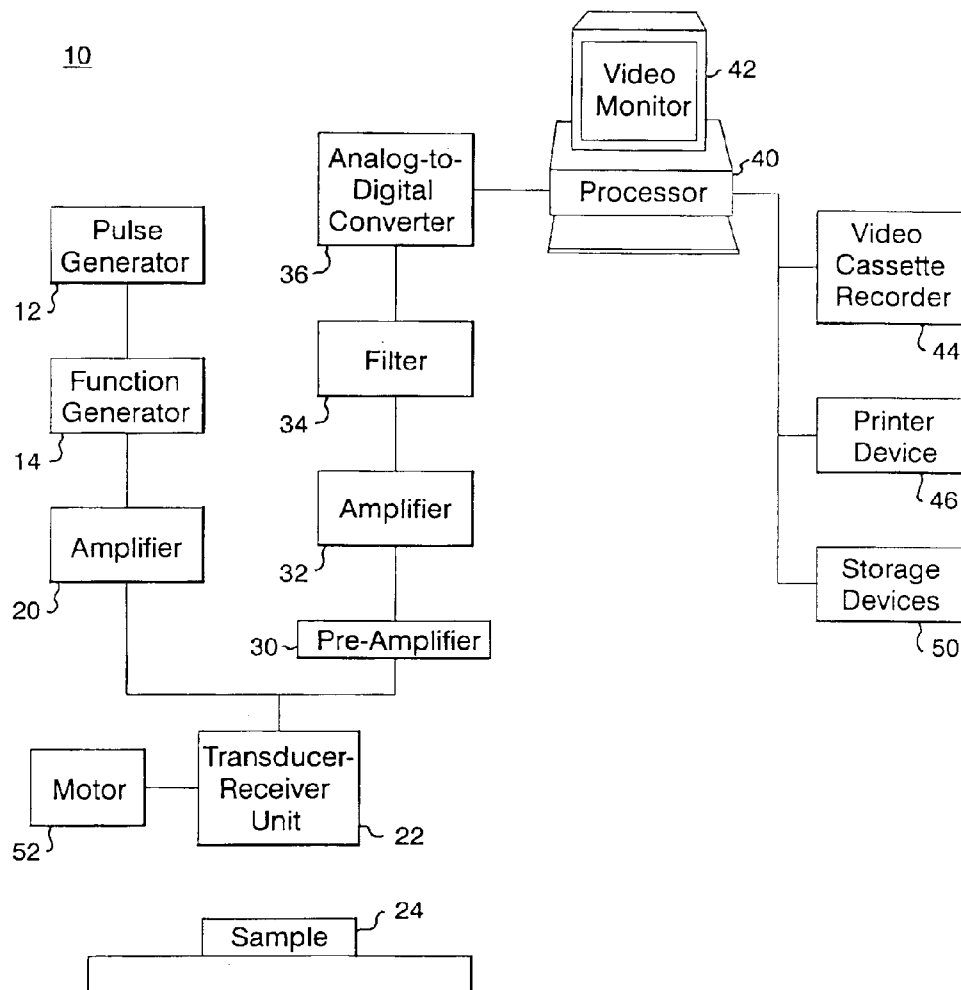 10
Video
Monitor
42
Analog-to-
Digital
Converter
36
Processor
40
Pulse
Generator
12
Video
Cassette
Recorder
44
Function
Generator
14
Filter
34
Printer
Device
46
Amplifier
20
Amplifier
32
Storage
Devices
50
30
Pre-Amplifier
Motor
52
Transducer-
Receiver
Unit
22
Sample
24